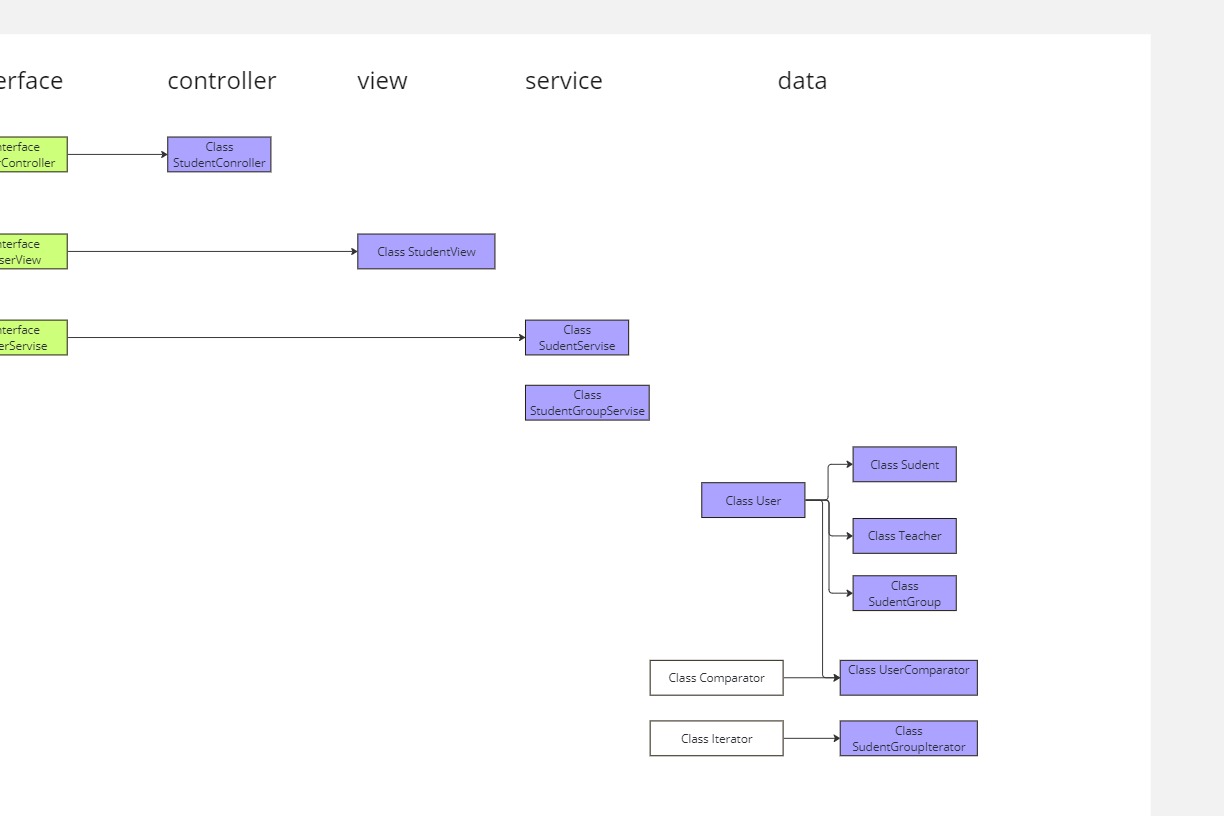 erface controller view service data
nterface
rController
Class
StudentConroller
nterface
serView
Class StudentView
nterface
erServise
Class
SudentServise
Class
StudentGroupServise
Class User
Class Sudent
Class Teacher
Class
SudentGroup
Class Comparator
Class UserComparator
Class Iterator
Class
SudentGroupIterator